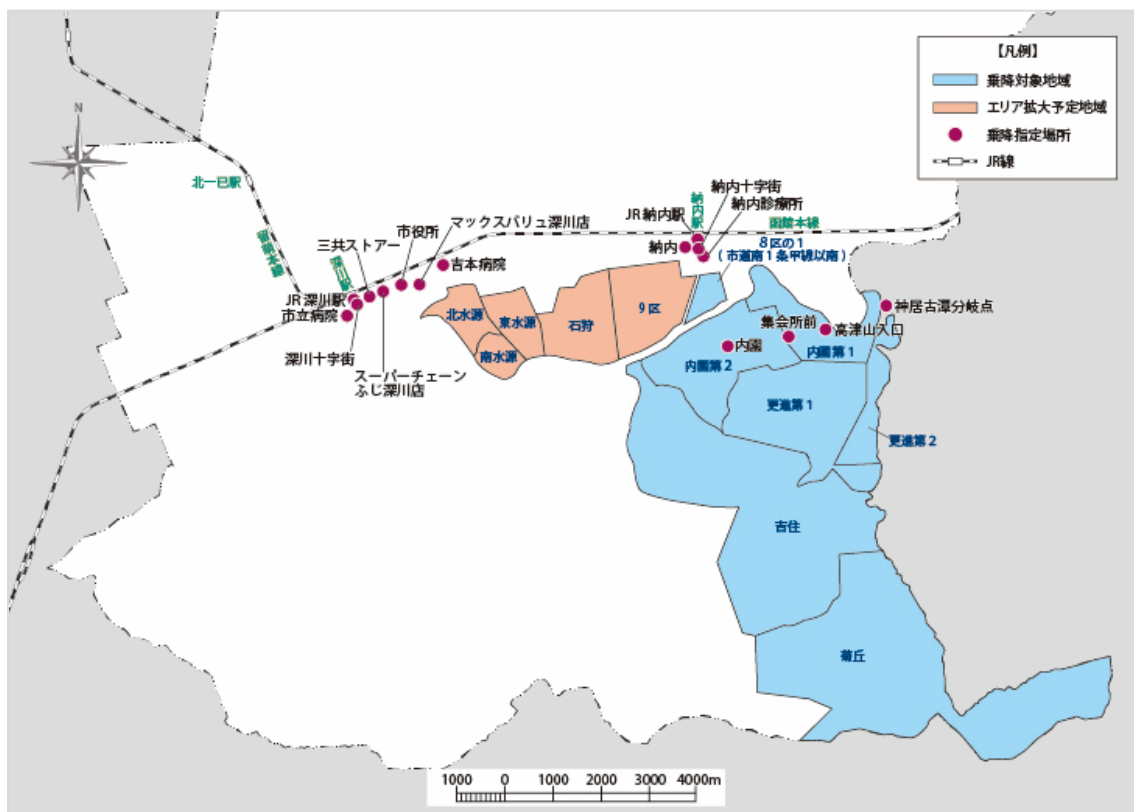 【凡例】
乗降対象地域
エリア拡大予定地域
乗降指定場所
JR線
N
北一已駅
留萌本線
深川駅
三共ストアー
市役所
マックスバリュ深川店
吉本病院
JR深川駅
市立病院
深川十字街
スーパーチェーン
ふじ深川店
納内十字街
JR納内駅
納内駅
納内診療所
函館本線
納内
8区の1
(市道南1条甲線以南)
北水源
東水源
南水源
石狩
9区
神居古潭分岐点
集会所前
高津山入口
内園
内園第1
内園第2
更進第1
更進第2
吉住
菊丘
1000 0 1000 2000 3000 4000m